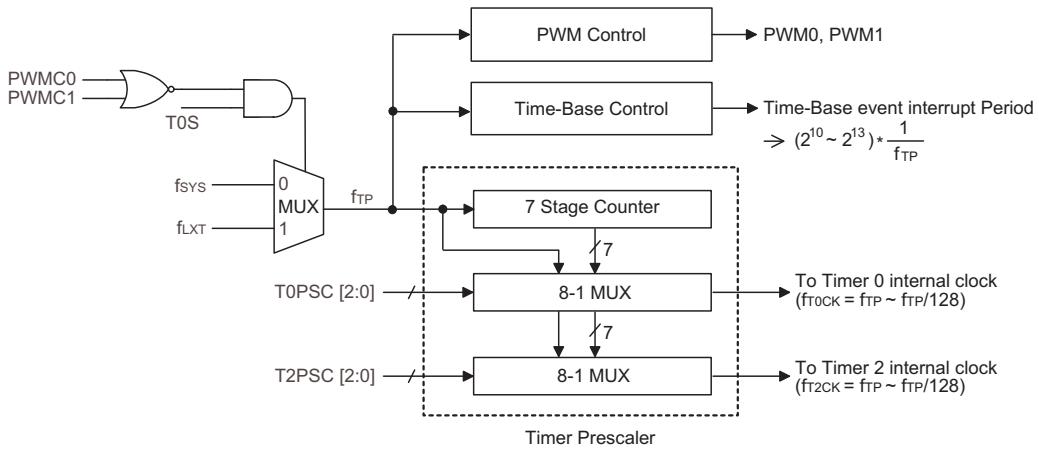 PWM Control
PWM0, PWM1
PWMC0
PWMC1
T0S
Time-Base Control
Time-Base event interrupt Period
→ (2^10 ~ 2^13) * 1/fTP
fSYS
0
MUX
fTP
fLXT
1
7 Stage Counter
7
T0PSC [2:0]
8-1 MUX
To Timer 0 internal clock
(fT0CK = fTP ~ fTP/128)
7
T2PSC [2:0]
8-1 MUX
To Timer 2 internal clock
(fT2CK = fTP ~ fTP/128)
Timer Prescaler